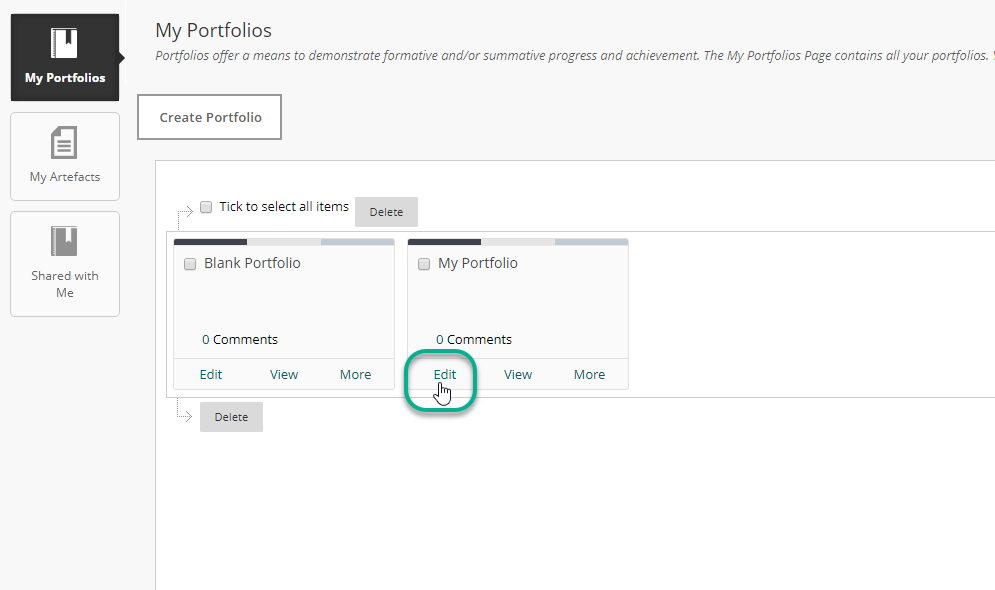 My Portfolios
My Artefacts
Shared with
Me
My Portfolios
Portfolios offer a means to demonstrate formative and/or summative progress and achievement. The My Portfolios Page contains all your portfolios.
Create Portfolio
Tick to select all items Delete
Blank Portfolio My Portfolio
0 Comments 0 Comments
Edit View More Edit View More
Delete